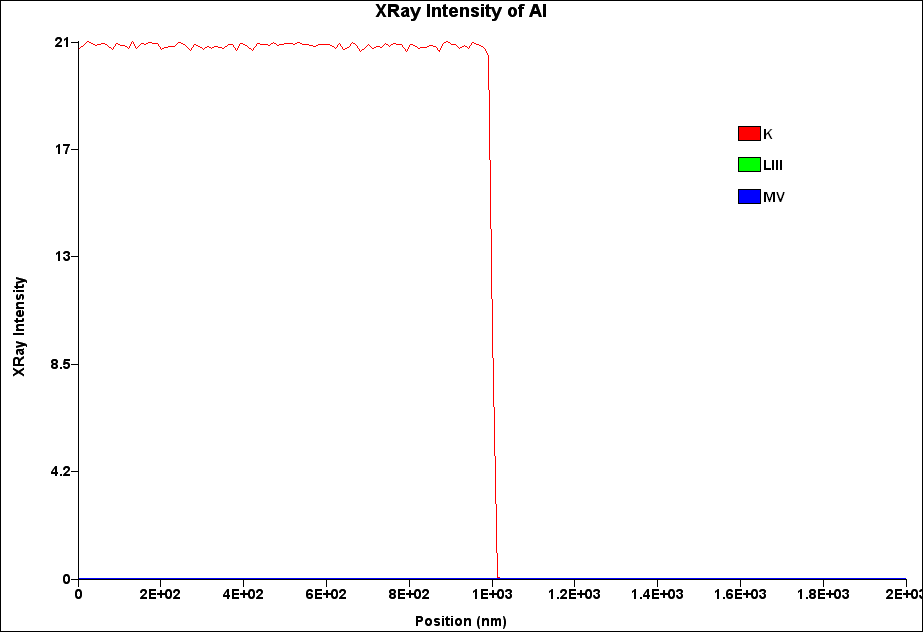 XRay Intensity of Al
21
17
13
8.5
4.2
0
XRay Intensity
K
LIII
MV
0 2E+02 4E+02 6E+02 8E+02 1E+03 1.2E+03 1.4E+03 1.6E+03 1.8E+03 2E+03
Position (nm)